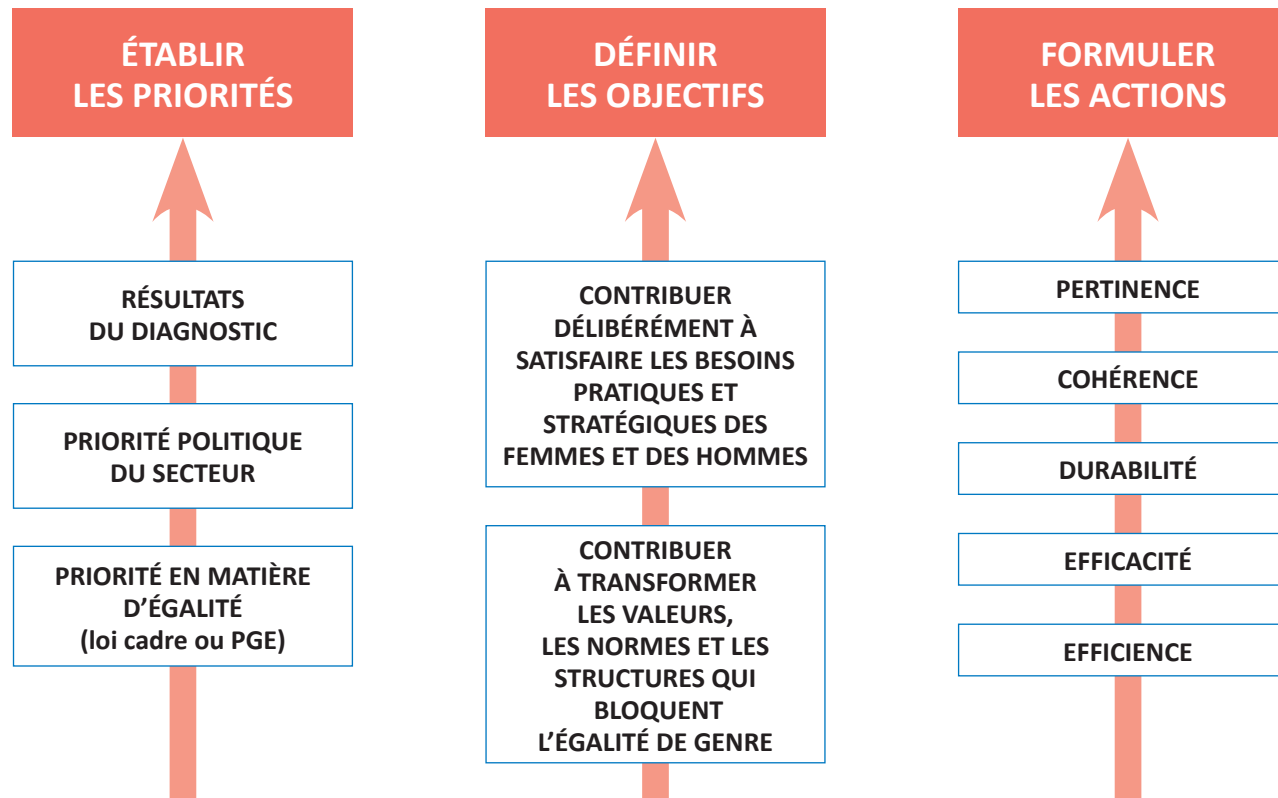 ÉTABLIR
LES PRIORITÉS
RÉSULTATS
DU DIAGNOSTIC
PRIORITÉ POLITIQUE
DU SECTEUR
PRIORITÉ EN MATIÈRE
D’ÉGALITÉ
(loi cadre ou PGE)
DÉFINIR
LES OBJECTIFS
CONTRIBUER
DÉLIBÉRÉMENT À
SATISFAIRE LES BESOINS
PRATIQUES ET
STRATÉGIQUES DES
FEMMES ET DES HOMMES
CONTRIBUER
À TRANSFORMER
LES VALEURS,
LES NORMES ET LES
STRUCTURES QUI
BLOQUENT
L’ÉGALITÉ DE GENRE
FORMULER
LES ACTIONS
PERTINENCE
COHÉRENCE
DURABILITÉ
EFFICACITÉ
EFFICIENCE